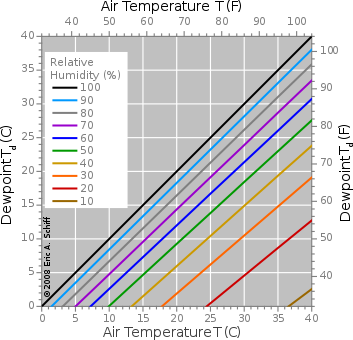 Air Temperature T (F)
40 50 60 70 80 90 100
Relative
Humidity (%)
100
90
80
70
60
50
40
30
20
10
40
35
30
25
20
15
10
5
0
Dewpoint Td (C)
100
90
80
70
60
50
40
Dewpoint Td (F)
©2008 Eric A. Schiff
0 5 10 15 20 25 30 35 40
Air Temperature T (C)